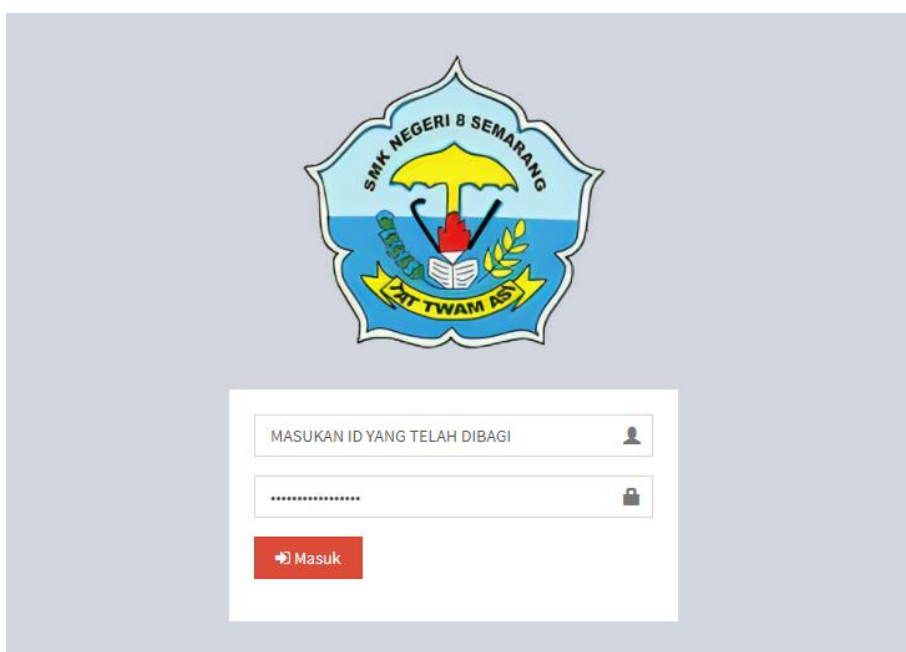 SMK NEGERI 8 SEMARANG
TAT TWAM ASI
MASUKAN ID YANG TELAH DIBAGI
•••••••••••••••••
Masuk